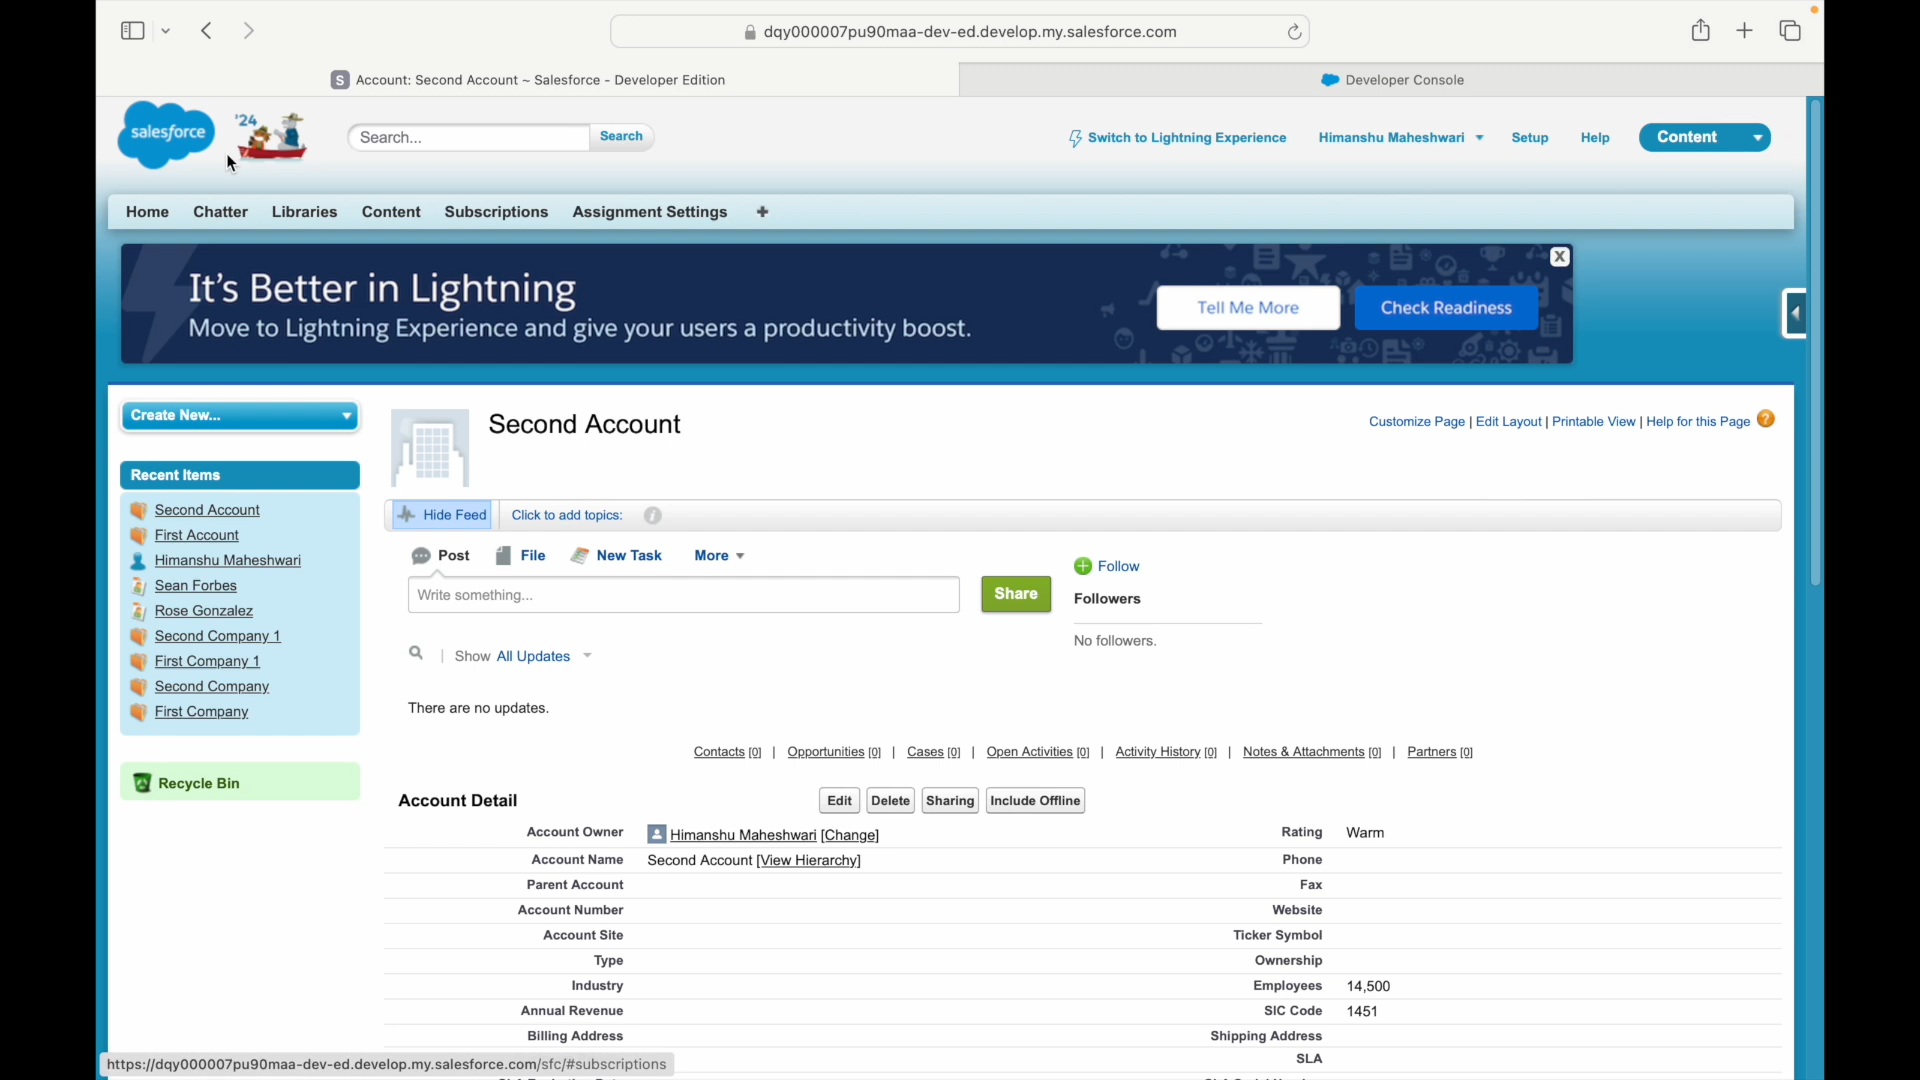 dqy000007pu90maa-dev-ed.develop.my.salesforce.com
S Account: Second Account ~ Salesforce - Developer Edition
Developer Console
salesforce
'24
Search...
Search
Switch to Lightning Experience
Himanshu Maheshwari
Setup
Help
Content
Home
Chatter
Libraries
Content
Subscriptions
Assignment Settings
+
It's Better in Lightning
Move to Lightning Experience and give your users a productivity boost.
Tell Me More
Check Readiness
X
Create New...
Recent Items
Second Account
First Account
Himanshu Maheshwari
Sean Forbes
Rose Gonzalez
Second Company 1
First Company 1
Second Company
First Company
Recycle Bin
Second Account
Customize Page | Edit Layout | Printable View | Help for this Page ?
Hide Feed
Click to add topics: i
Post
File
New Task
More
Write something...
Share
Follow
Followers
No followers.
| Show All Updates
There are no updates.
Contacts [0] | Opportunities [0] | Cases [0] | Open Activities [0] | Activity History [0] | Notes & Attachments [0] | Partners [0]
Account Detail
Edit
Delete
Sharing
Include Offline
Account Owner Himanshu Maheshwari [Change] Rating Warm
Account Name Second Account [View Hierarchy] Phone
Parent Account Fax
Account Number Website
Account Site Ticker Symbol
Type Ownership
Industry Employees 14,500
Annual Revenue SIC Code 1451
Billing Address Shipping Address
SLA
https://dqy000007pu90maa-dev-ed.develop.my.salesforce.com/sfc/#subscriptions